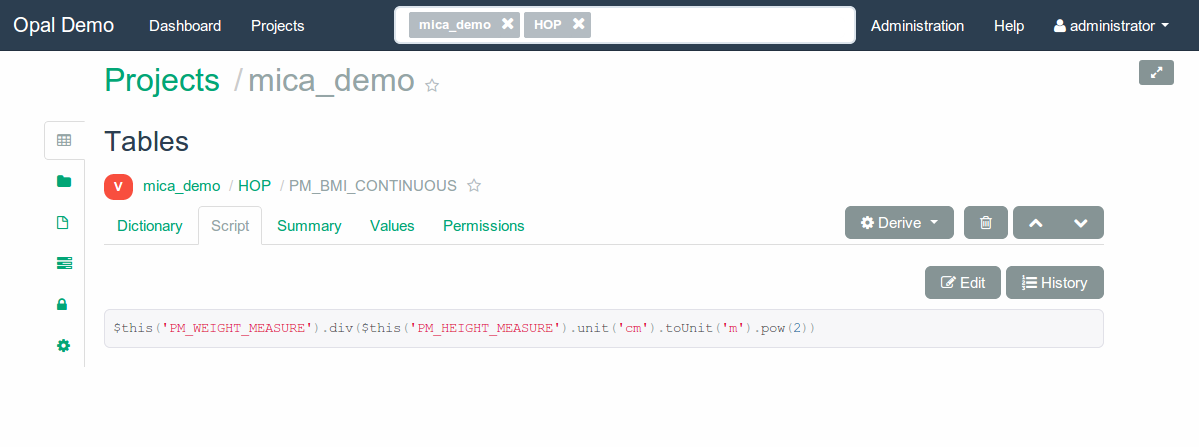 Opal Demo Dashboard Projects mica_demo HOP Administration Help administrator
Projects / mica_demo
Tables
V mica_demo / HOP / PM_BMI_CONTINUOUS
Dictionary Script Summary Values Permissions Derive
Edit History
$this('PM_WEIGHT_MEASURE').div($this('PM_HEIGHT_MEASURE').unit('cm').toUnit('m').pow(2))